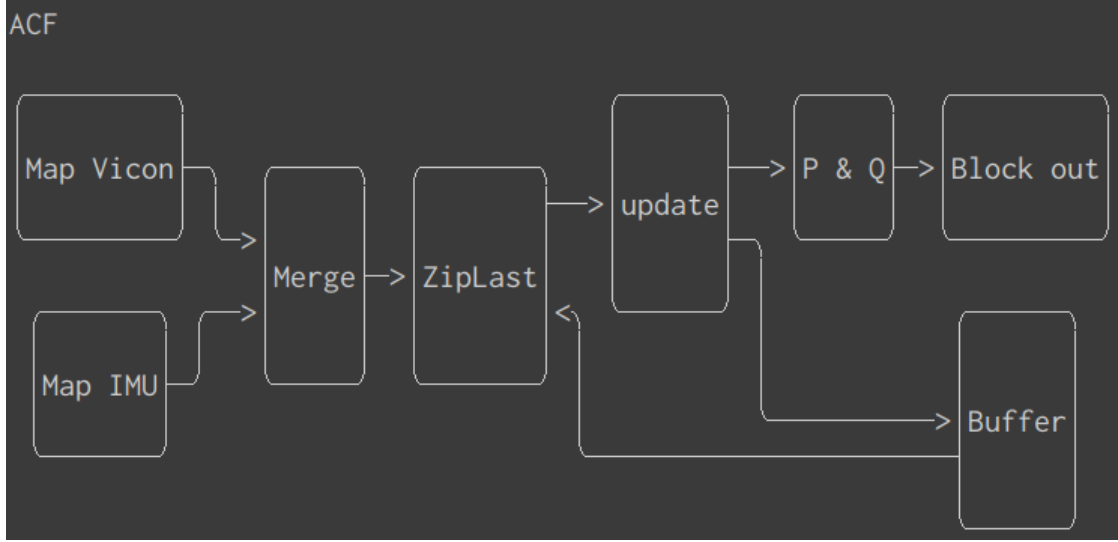 ACF
Map Vicon
Map IMU
Merge
ZipLast
update
P & Q
Block out
Buffer